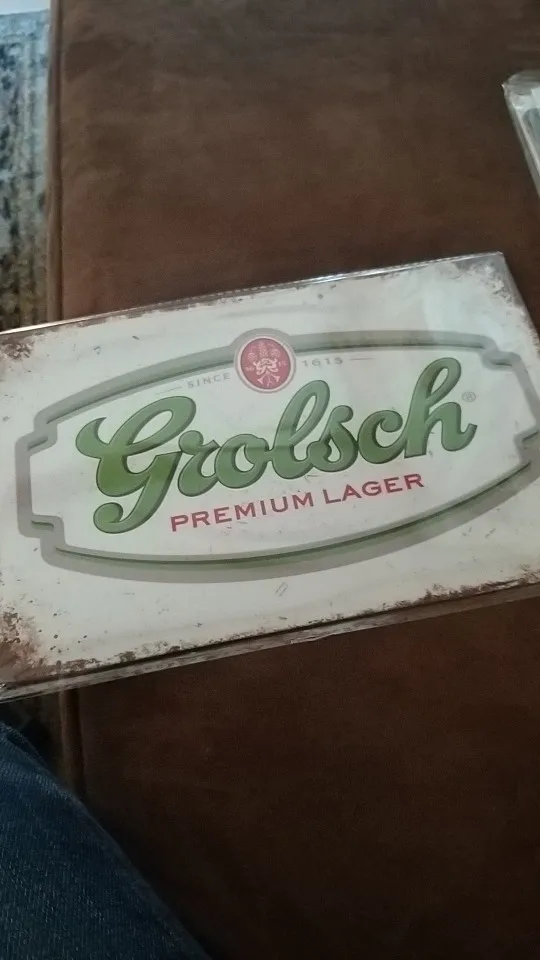 SINCE 1615
Grolsch®
PREMIUM LAGER